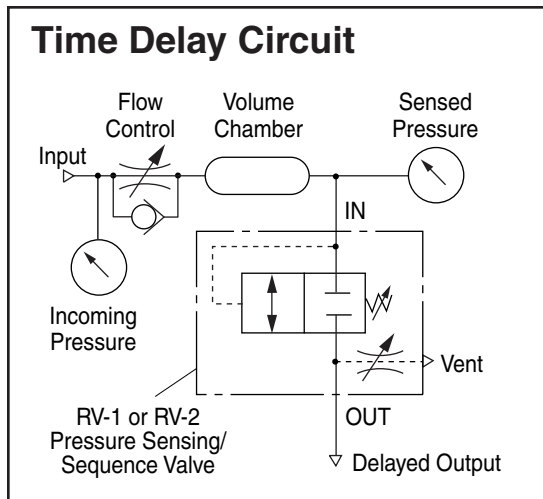 Time Delay Circuit
Flow
Control
Volume
Chamber
Sensed
Pressure
Input
IN
Incoming
Pressure
Vent
RV-1 or RV-2
Pressure Sensing/
Sequence Valve
OUT
Delayed Output